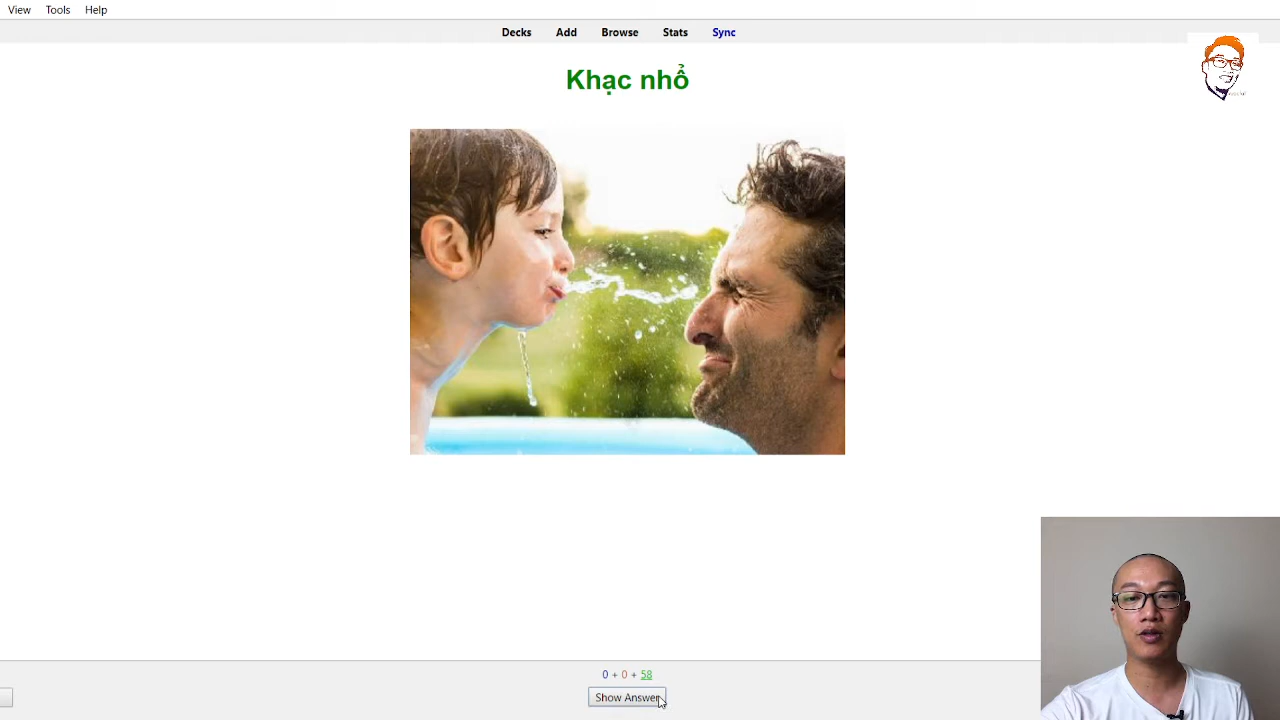 View Tools Help
Decks Add Browse Stats Sync
Khạc nhổ
0 + 0 + 58
Show Answer